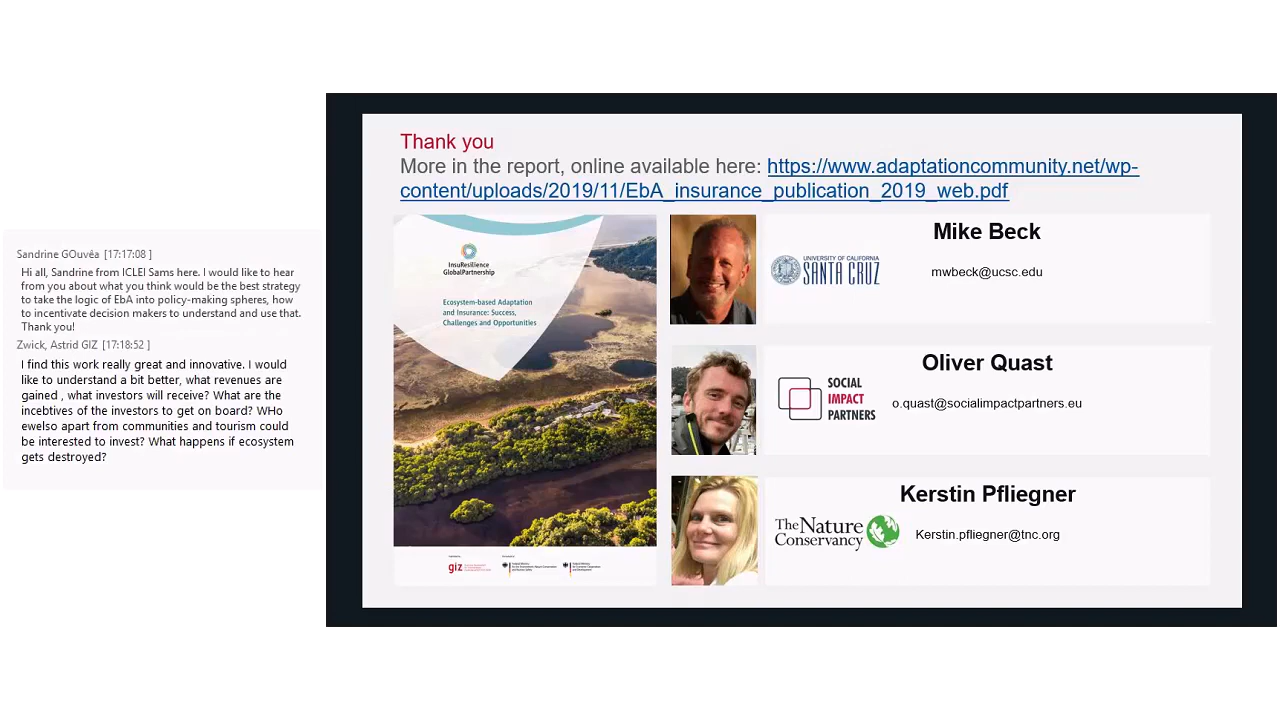 Sandrine GOuvéa [17:17:08 ]
Hi all, Sandrine from ICLEI Sams here. I would like to hear
from you about what you think would be the best strategy
to take the logic of EbA into policy-making spheres, how
to incentivate decision makers to understand and use that.
Thank you!
Zwick, Astrid GIZ [17:18:52 ]
I find this work really great and innovative. I would
like to understand a bit better, what revenues are
gained , what investors will receive? What are the
incebtives of the investors to get on board? WHo
ewelso apart from communities and tourism could
be interested to invest? What happens if ecosystem
gets destroyed?
Thank you
More in the report, online available here: https://www.adaptationcommunity.net/wp-
content/uploads/2019/11/EbA_insurance_publication_2019_web.pdf
InsuResilience
GlobalPartnership
Ecosystem-based Adaptation
and Insurance: Success,
Challenges and Opportunities
giz
Mike Beck
UNIVERSITY OF CALIFORNIA
SANTA CRUZ
mwbeck@ucsc.edu
Oliver Quast
SOCIAL
IMPACT
PARTNERS
o.quast@socialimpactpartners.eu
Kerstin Pfliegner
The Nature
Conservancy
Kerstin.pfliegner@tnc.org